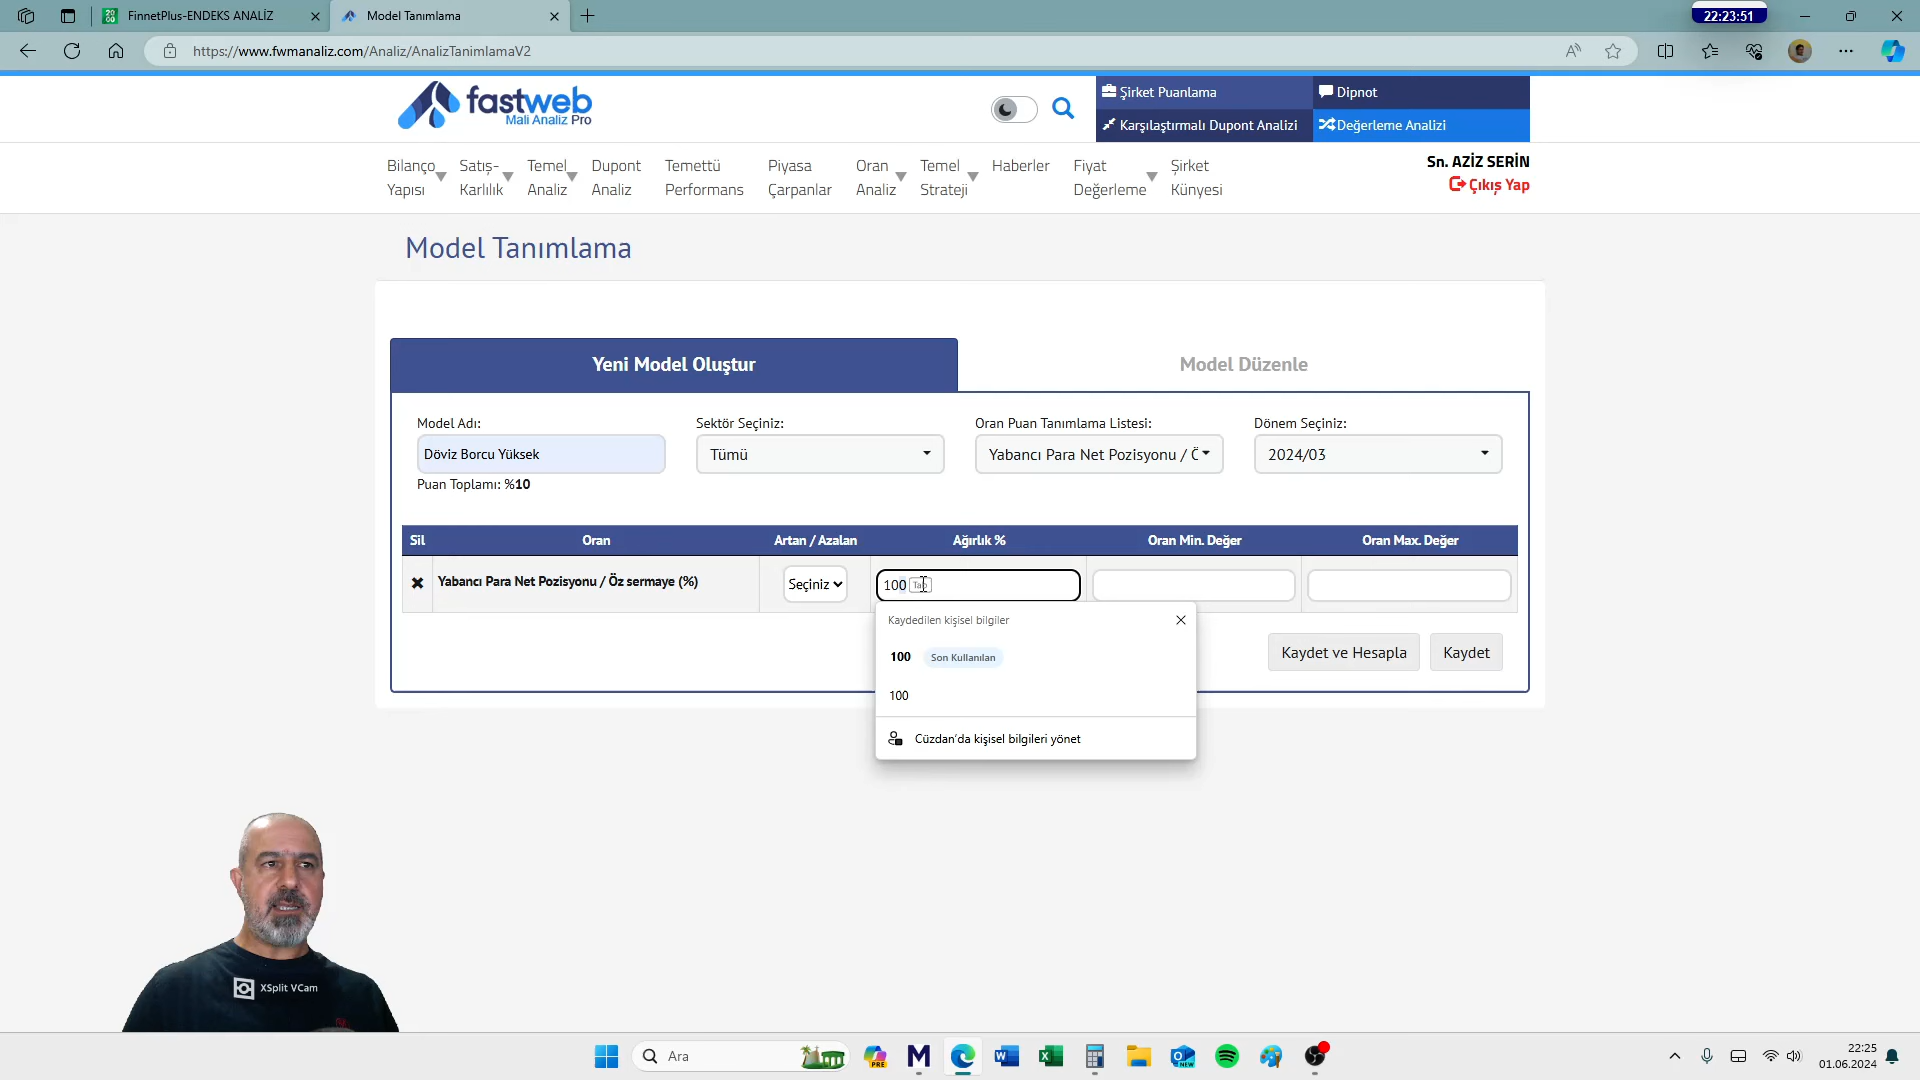 FinnetPlus-ENDEKS ANALİZ
Model Tanımlama
22:23:51
https://www.fwmanaliz.com/Analiz/AnalizTanimlamaV2
fastweb
Mali Analiz Pro
Şirket Puanlama
Dipnot
Karşılaştırmalı Dupont Analizi
Değerleme Analizi
Bilanço Yapısı
Satış-Karlılık
Temel Analiz
Dupont Analiz
Temettü Performans
Piyasa Çarpanlar
Oran Analiz
Temel Strateji
Haberler
Fiyat Değerleme
Şirket Künyesi
Sn. AZİZ SERİN
Çıkış Yap
Model Tanımlama
Yeni Model Oluştur
Model Düzenle
Model Adı:
Sektör Seçiniz:
Oran Puan Tanımlama Listesi:
Dönem Seçiniz:
Döviz Borcu Yüksek
Tümü
Yabancı Para Net Pozisyonu / Ö
2024/03
Puan Toplamı: %10
Sil
Oran
Artan / Azalan
Ağırlık %
Oran Min. Değer
Oran Max. Değer
Yabancı Para Net Pozisyonu / Öz sermaye (%)
Seçiniz
100
Tab
Kaydedilen kişisel bilgiler
100 Son Kullanılan
100
Cüzdan'da kişisel bilgileri yönet
Kaydet ve Hesapla
Kaydet
XSplit VCam
Ara
PRE
NEW
22:25
01.06.2024